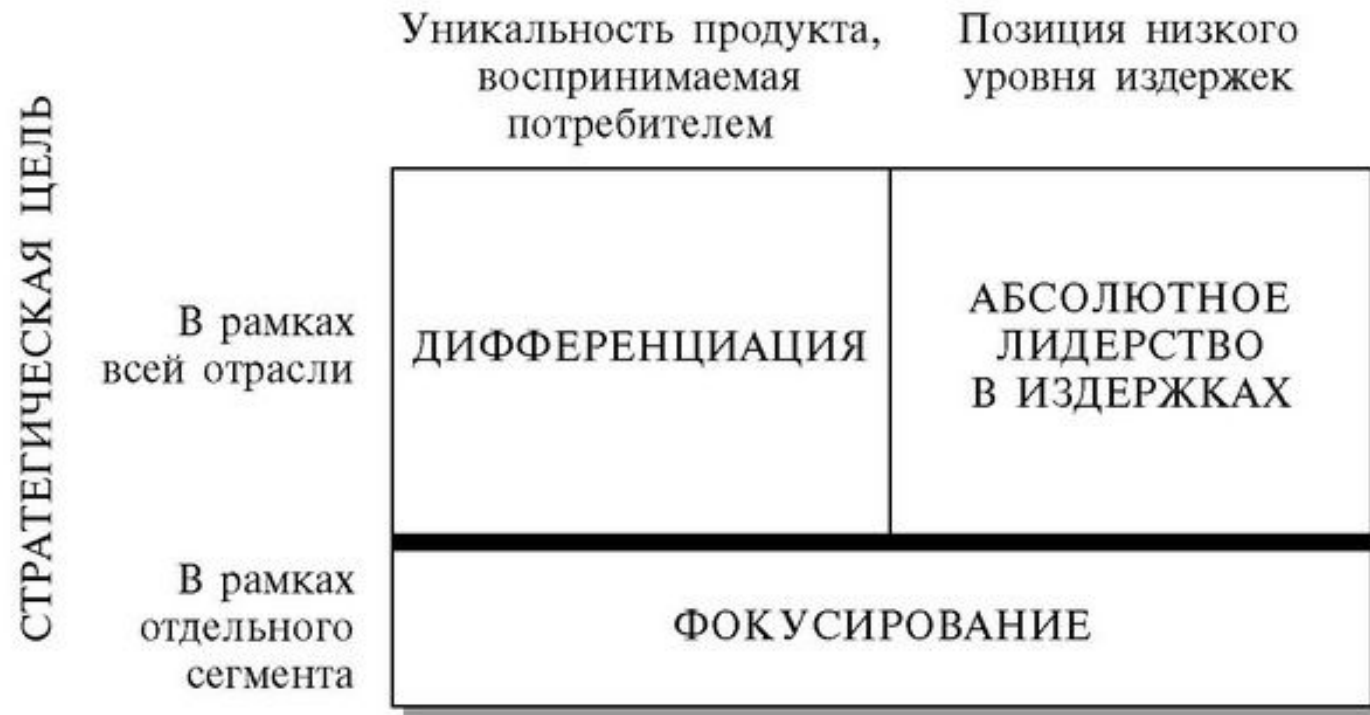 Уникальность продукта,
воспринимаемая
потребителем
Позиция низкого
уровня издержек
СТРАТЕГИЧЕСКАЯ ЦЕЛЬ
В рамках
всей отрасли
ДИФФЕРЕНЦИАЦИЯ
АБСОЛЮТНОЕ
ЛИДЕРСТВО
В ИЗДЕРЖКАХ
В рамках
отдельного
сегмента
ФОКУСИРОВАНИЕ